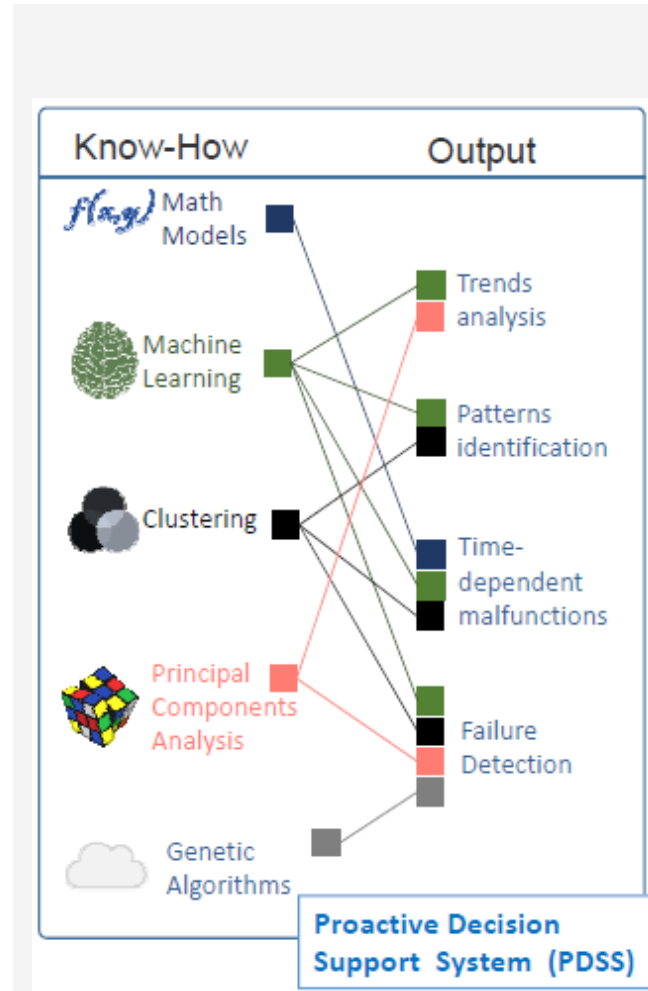 Know-How
Output
f(x,y)
Math
Models
Trends
analysis
Machine
Learning
Patterns
identification
Clustering
Time-
dependent
malfunctions
Principal
Components
Analysis
Failure
Detection
Genetic
Algorithms
Proactive Decision
Support System (PDSS)